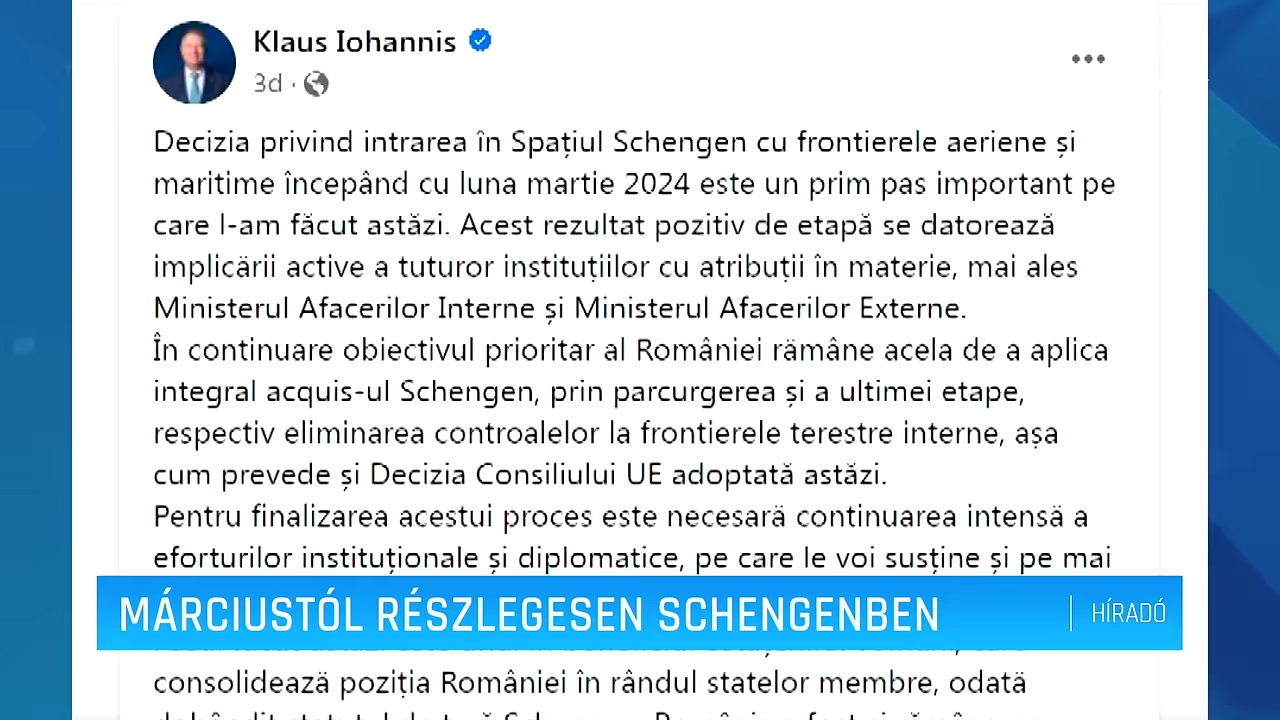 Klaus Iohannis
3d ·
Decizia privind intrarea în Spațiul Schengen cu frontierele aeriene și
maritime începând cu luna martie 2024 este un prim pas important pe
care l-am făcut astăzi. Acest rezultat pozitiv de etapă se datorează
implicării active a tuturor instituțiilor cu atribuții în materie, mai ales
Ministerul Afacerilor Interne și Ministerul Afacerilor Externe.
În continuare obiectivul prioritar al României rămâne acela de a aplica
integral acquis-ul Schengen, prin parcurgerea și a ultimei etape,
respectiv eliminarea controalelor la frontierele terestre interne, așa
cum prevede și Decizia Consiliului UE adoptată astăzi.
Pentru finalizarea acestui proces este necesară continuarea intensă a
eforturilor instituționale și diplomatice, pe care le voi susține și pe mai
MÁRCIUSTÓL RÉSZLEGESEN SCHENGENBEN
HÍRADÓ
consolidează poziția României în rândul statelor membre, odată